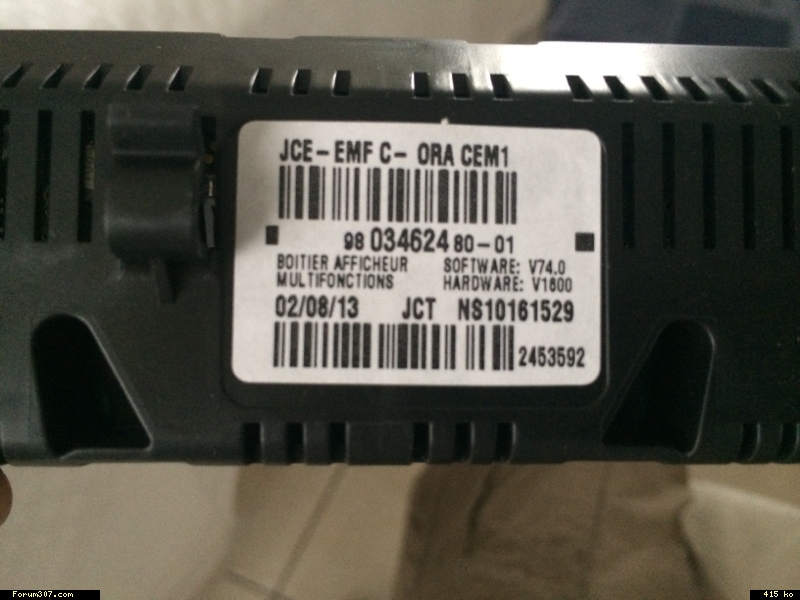 JCE-EMF C- ORA CEM1
98 034624 80-01
BOITIER AFFICHEUR
MULTIFONCTIONS
SOFTWARE: V74.0
HARDWARE: V1600
02/08/13 JCT NS10161529
2453592
Forum307.com
415 ko